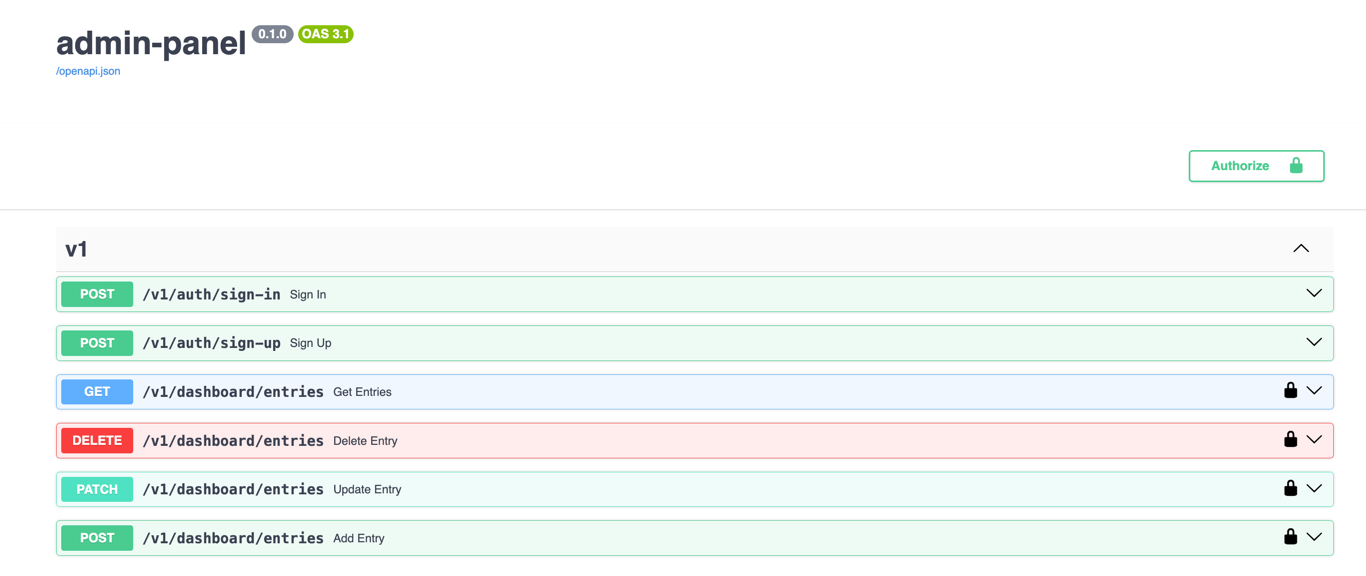 admin-panel 0.1.0 OAS 3.1
/openapi.json
Authorize
v1
POST /v1/auth/sign-in Sign In
POST /v1/auth/sign-up Sign Up
GET /v1/dashboard/entries Get Entries
DELETE /v1/dashboard/entries Delete Entry
PATCH /v1/dashboard/entries Update Entry
POST /v1/dashboard/entries Add Entry